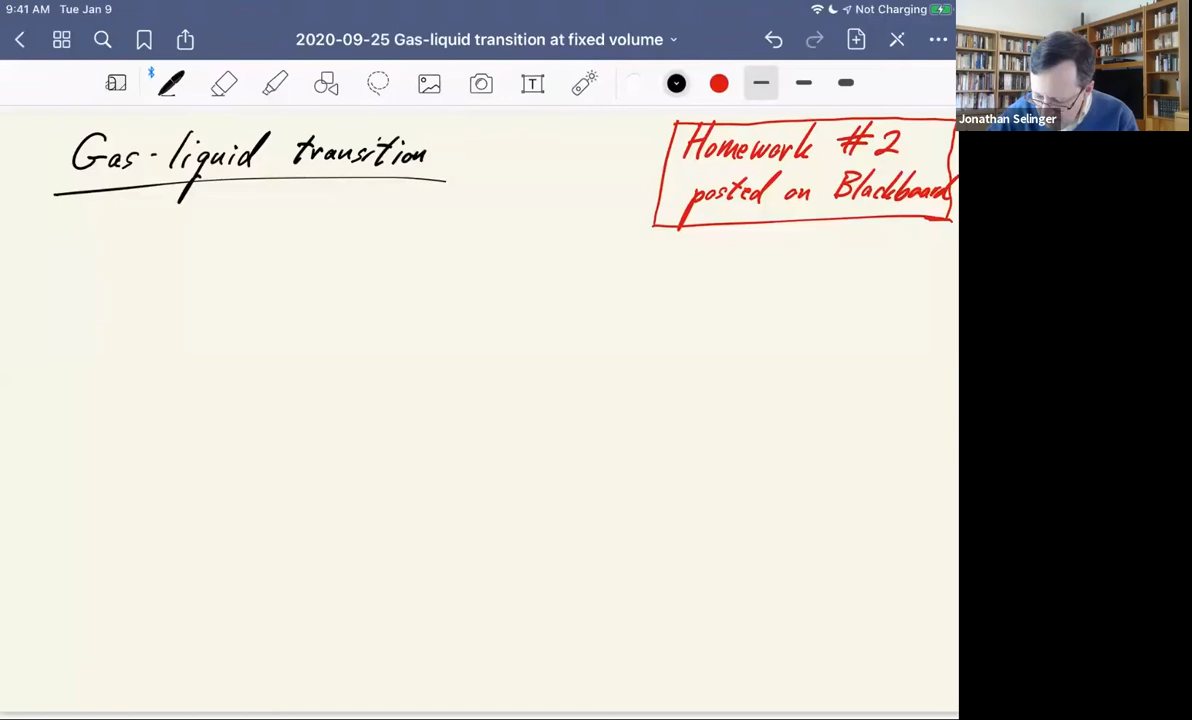 9:41 AM Tue Jan 9
Not Charging
2020-09-25 Gas-liquid transition at fixed volume
T
Jonathan Selinger
Gas-liquid transition
Homework #2
posted on Blackboard